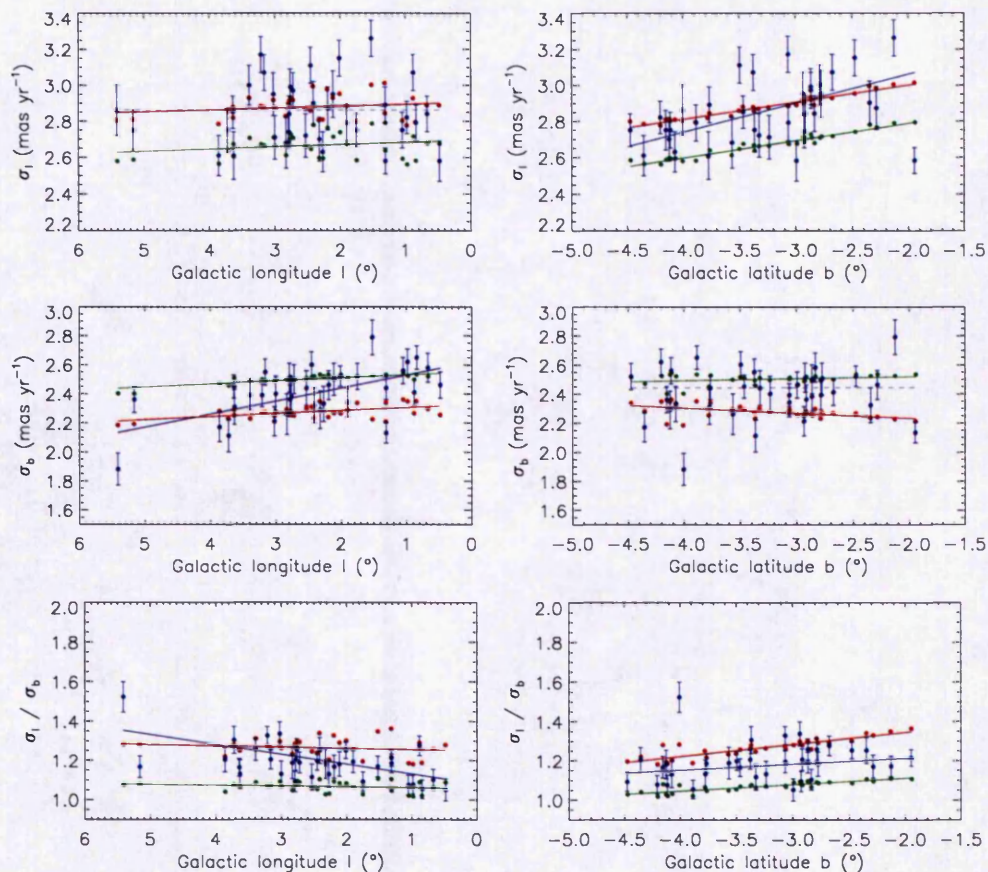 3.4
3.2
3.0
2.8
2.6
2.4
2.2
σ_l (mas yr⁻¹)
6 5 4 3 2 1 0
Galactic longitude l (°)
3.4
3.2
3.0
2.8
2.6
2.4
2.2
σ_l (mas yr⁻¹)
−5.0 −4.5 −4.0 −3.5 −3.0 −2.5 −2.0 −1.5
Galactic latitude b (°)
3.0
2.8
2.6
2.4
2.2
2.0
1.8
1.6
σ_b (mas yr⁻¹)
6 5 4 3 2 1 0
Galactic longitude l (°)
3.0
2.8
2.6
2.4
2.2
2.0
1.8
1.6
σ_b (mas yr⁻¹)
−5.0 −4.5 −4.0 −3.5 −3.0 −2.5 −2.0 −1.5
Galactic latitude b (°)
2.0
1.8
1.6
1.4
1.2
1.0
σ_l / σ_b
6 5 4 3 2 1 0
Galactic longitude l (°)
2.0
1.8
1.6
1.4
1.2
1.0
σ_l / σ_b
−5.0 −4.5 −4.0 −3.5 −3.0 −2.5 −2.0 −1.5
Galactic latitude b (°)